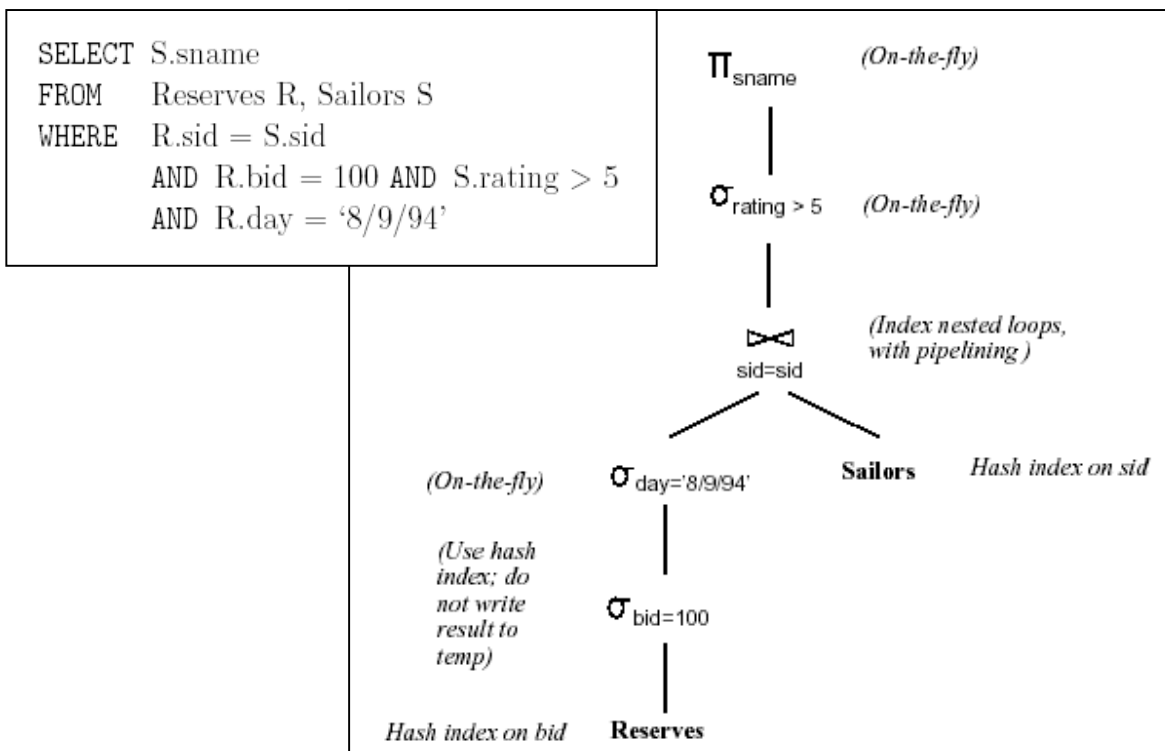 SELECT S.sname
FROM Reserves R, Sailors S
WHERE R.sid = S.sid
AND R.bid = 100 AND S.rating > 5
AND R.day = ‘8/9/94’
π sname (On-the-fly)
σ rating > 5 (On-the-fly)
⋈ sid=sid
(Index nested loops,
with pipelining )
(On-the-fly) σ day='8/9/94'
Sailors Hash index on sid
(Use hash
index; do
not write
result to
temp)
σ bid=100
Hash index on bid Reserves